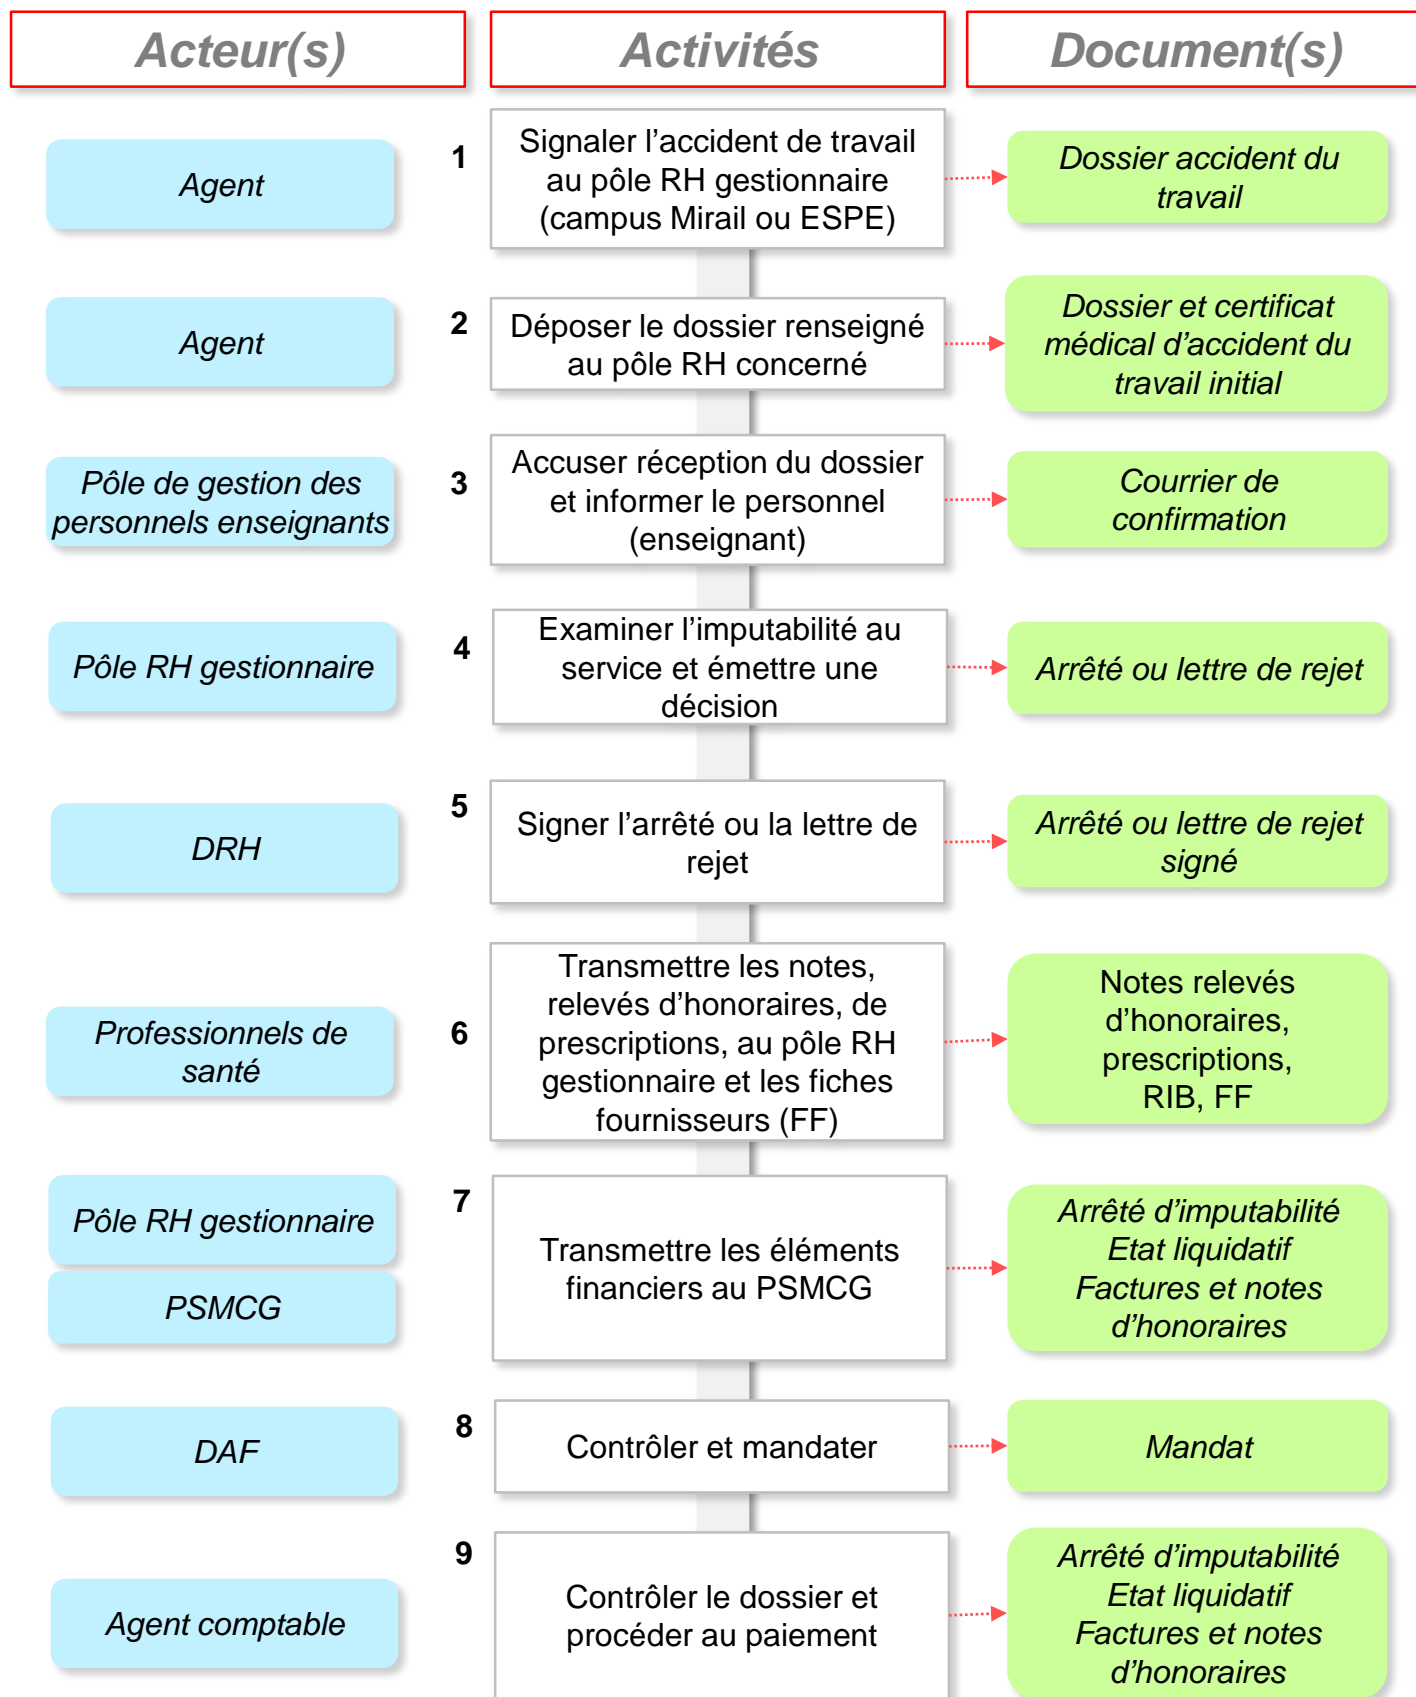 Acteur(s)
Activités
Document(s)
Agent
1
Signaler l’accident de travail
au pôle RH gestionnaire
(campus Mirail ou ESPE)
Dossier accident du
travail
Agent
2
Déposer le dossier renseigné
au pôle RH concerné
Dossier et certificat
médical d’accident du
travail initial
Pôle de gestion des
personnels enseignants
3
Accuser réception du dossier
et informer le personnel
(enseignant)
Courrier de
confirmation
Pôle RH gestionnaire
4
Examiner l’imputabilité au
service et émettre une
décision
Arrêté ou lettre de rejet
DRH
5
Signer l’arrêté ou la lettre de
rejet
Arrêté ou lettre de rejet
signé
Professionnels de
santé
6
Transmettre les notes,
relevés d’honoraires, de
prescriptions, au pôle RH
gestionnaire et les fiches
fournisseurs (FF)
Notes relevés
d’honoraires,
prescriptions,
RIB, FF
Pôle RH gestionnaire
PSMCG
7
Transmettre les éléments
financiers au PSMCG
Arrêté d’imputabilité
Etat liquidatif
Factures et notes
d’honoraires
DAF
8
Contrôler et mandater
Mandat
Agent comptable
9
Contrôler le dossier et
procéder au paiement
Arrêté d’imputabilité
Etat liquidatif
Factures et notes
d’honoraires